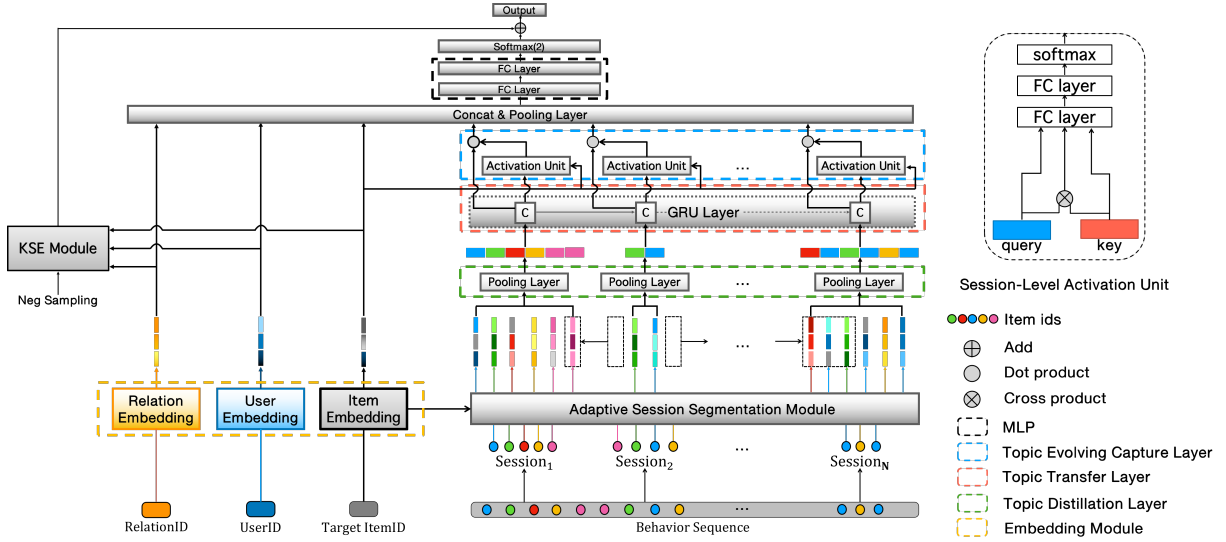 Output
Softmax(2)
FC Layer
FC Layer
Concat & Pooling Layer
Activation Unit
Activation Unit
...
Activation Unit
C
C
GRU Layer
C
KSE Module
Neg Sampling
Pooling Layer
Pooling Layer
...
Pooling Layer
...
Relation
Embedding
User
Embedding
Item
Embedding
Adaptive Session Segmentation Module
Session1
Session2
...
SessionN
RelationID
UserID
Target ItemID
...
Behavior Sequence
softmax
FC layer
FC layer
query
key
Session-Level Activation Unit
Item ids
Add
Dot product
Cross product
MLP
Topic Evolving Capture Layer
Topic Transfer Layer
Topic Distillation Layer
Embedding Module